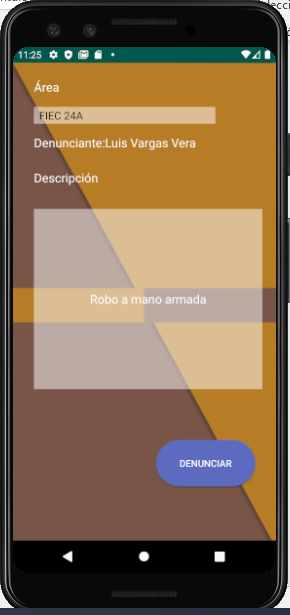 11:25
Área
FIEC 24A
Denunciante:Luis Vargas Vera
Descripción
Robo a mano armada
DENUNCIAR